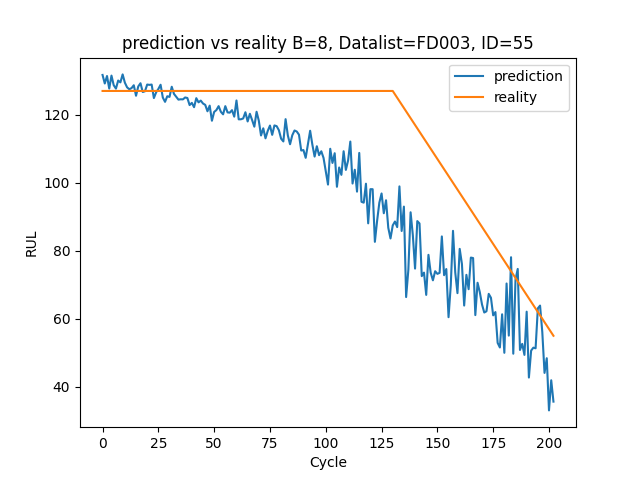 prediction vs reality B=8, Datalist=FD003, ID=55
prediction
reality
120
100
80
60
40
RUL
0 25 50 75 100 125 150 175 200
Cycle